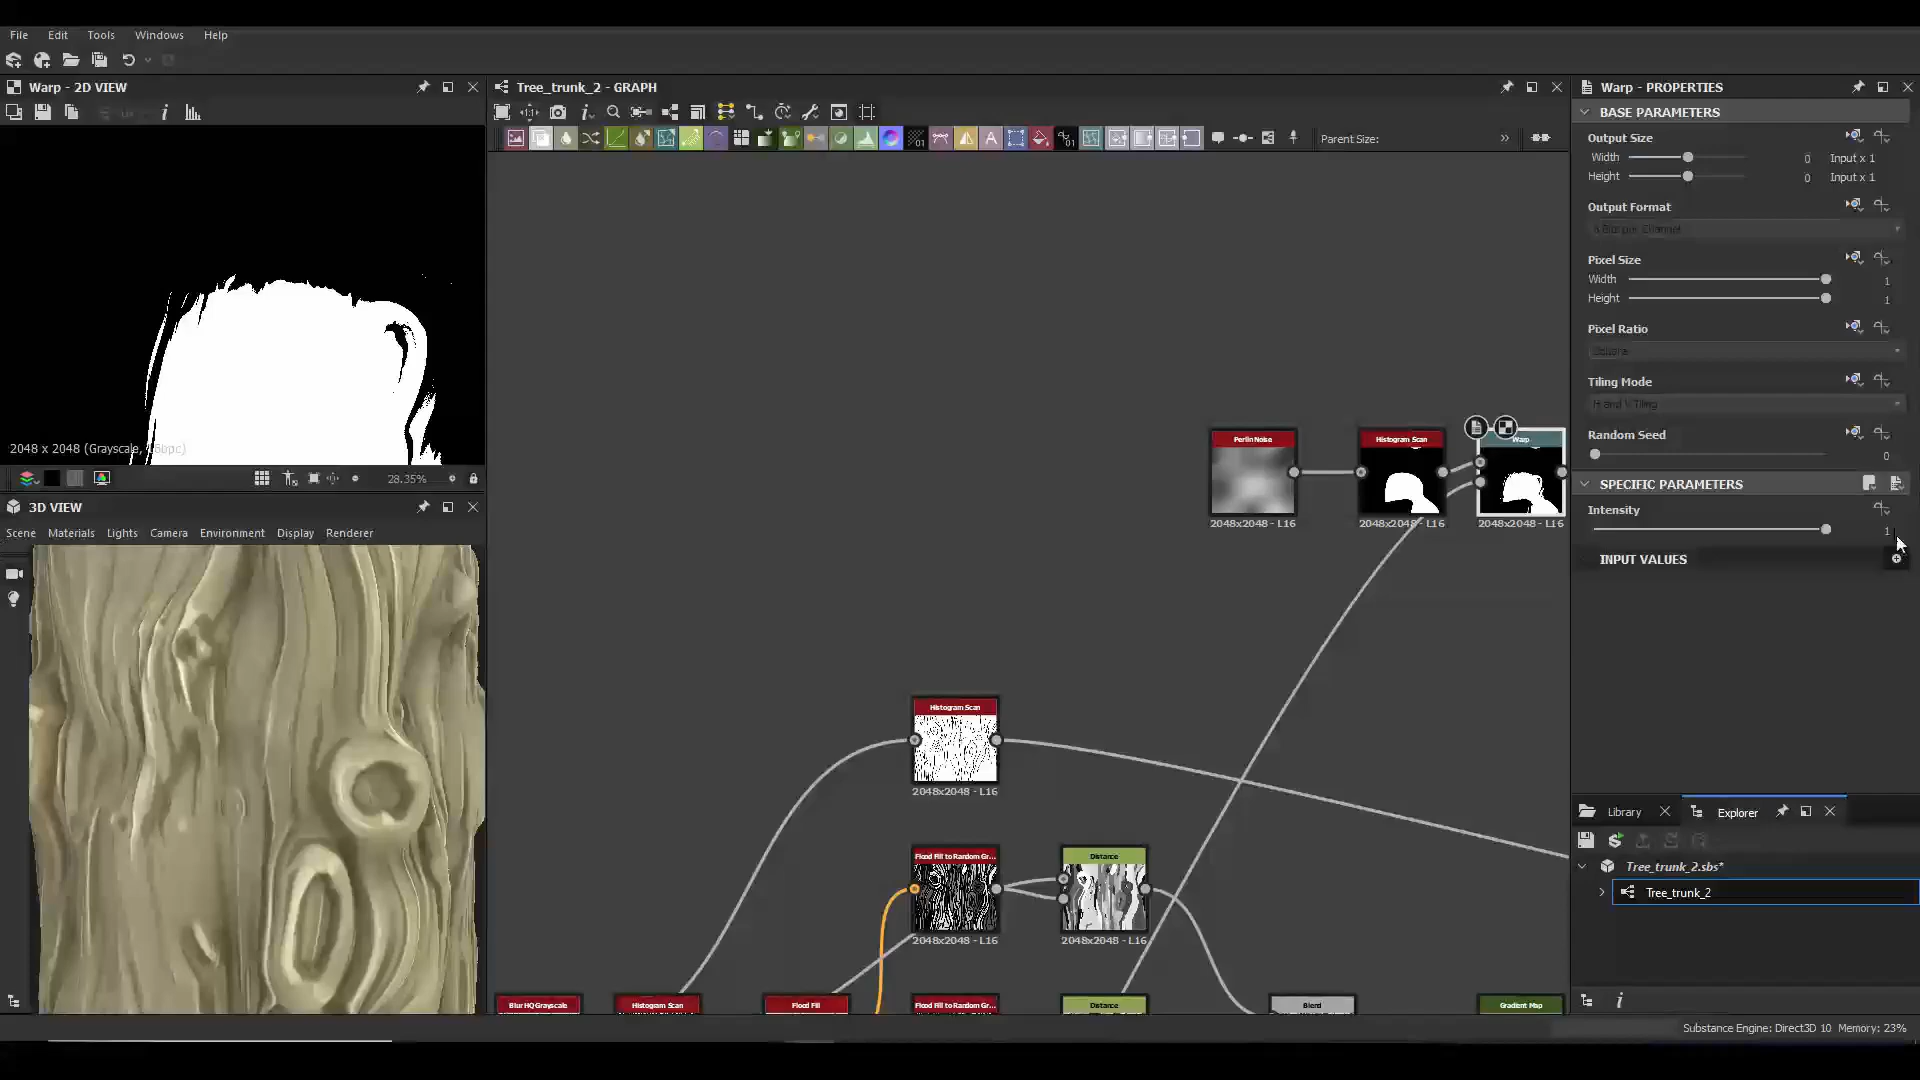 File Edit Tools Windows Help
Warp - 2D VIEW
2048 x 2048 (Grayscale, 16bpc)
28.35%
3D VIEW
Scene Materials Lights Camera Environment Display Renderer
Tree_trunk_2 - GRAPH
Parent Size:
Perlin Noise
2048x2048 - L16
Histogram Scan
2048x2048 - L16
Warp
2048x2048 - L16
Histogram Scan
2048x2048 - L16
Flood Fill to Random Gr...
2048x2048 - L16
Distance
2048x2048 - L16
Blur HQ Grayscale
Histogram Scan
Flood Fill
Flood Fill to Random Gr...
Distance
Blend
Gradient Map
Warp - PROPERTIES
BASE PARAMETERS
Output Size
Width 0 Input x 1
Height 0 Input x 1
Output Format
Pixel Size
Width 1
Height 1
Pixel Ratio
Square
Tiling Mode
H and V Tiling
Random Seed
0
SPECIFIC PARAMETERS
Intensity
1
INPUT VALUES
Library Explorer
Tree_trunk_2.sbs*
Tree_trunk_2
Substance Engine: Direct3D 10 Memory: 23%